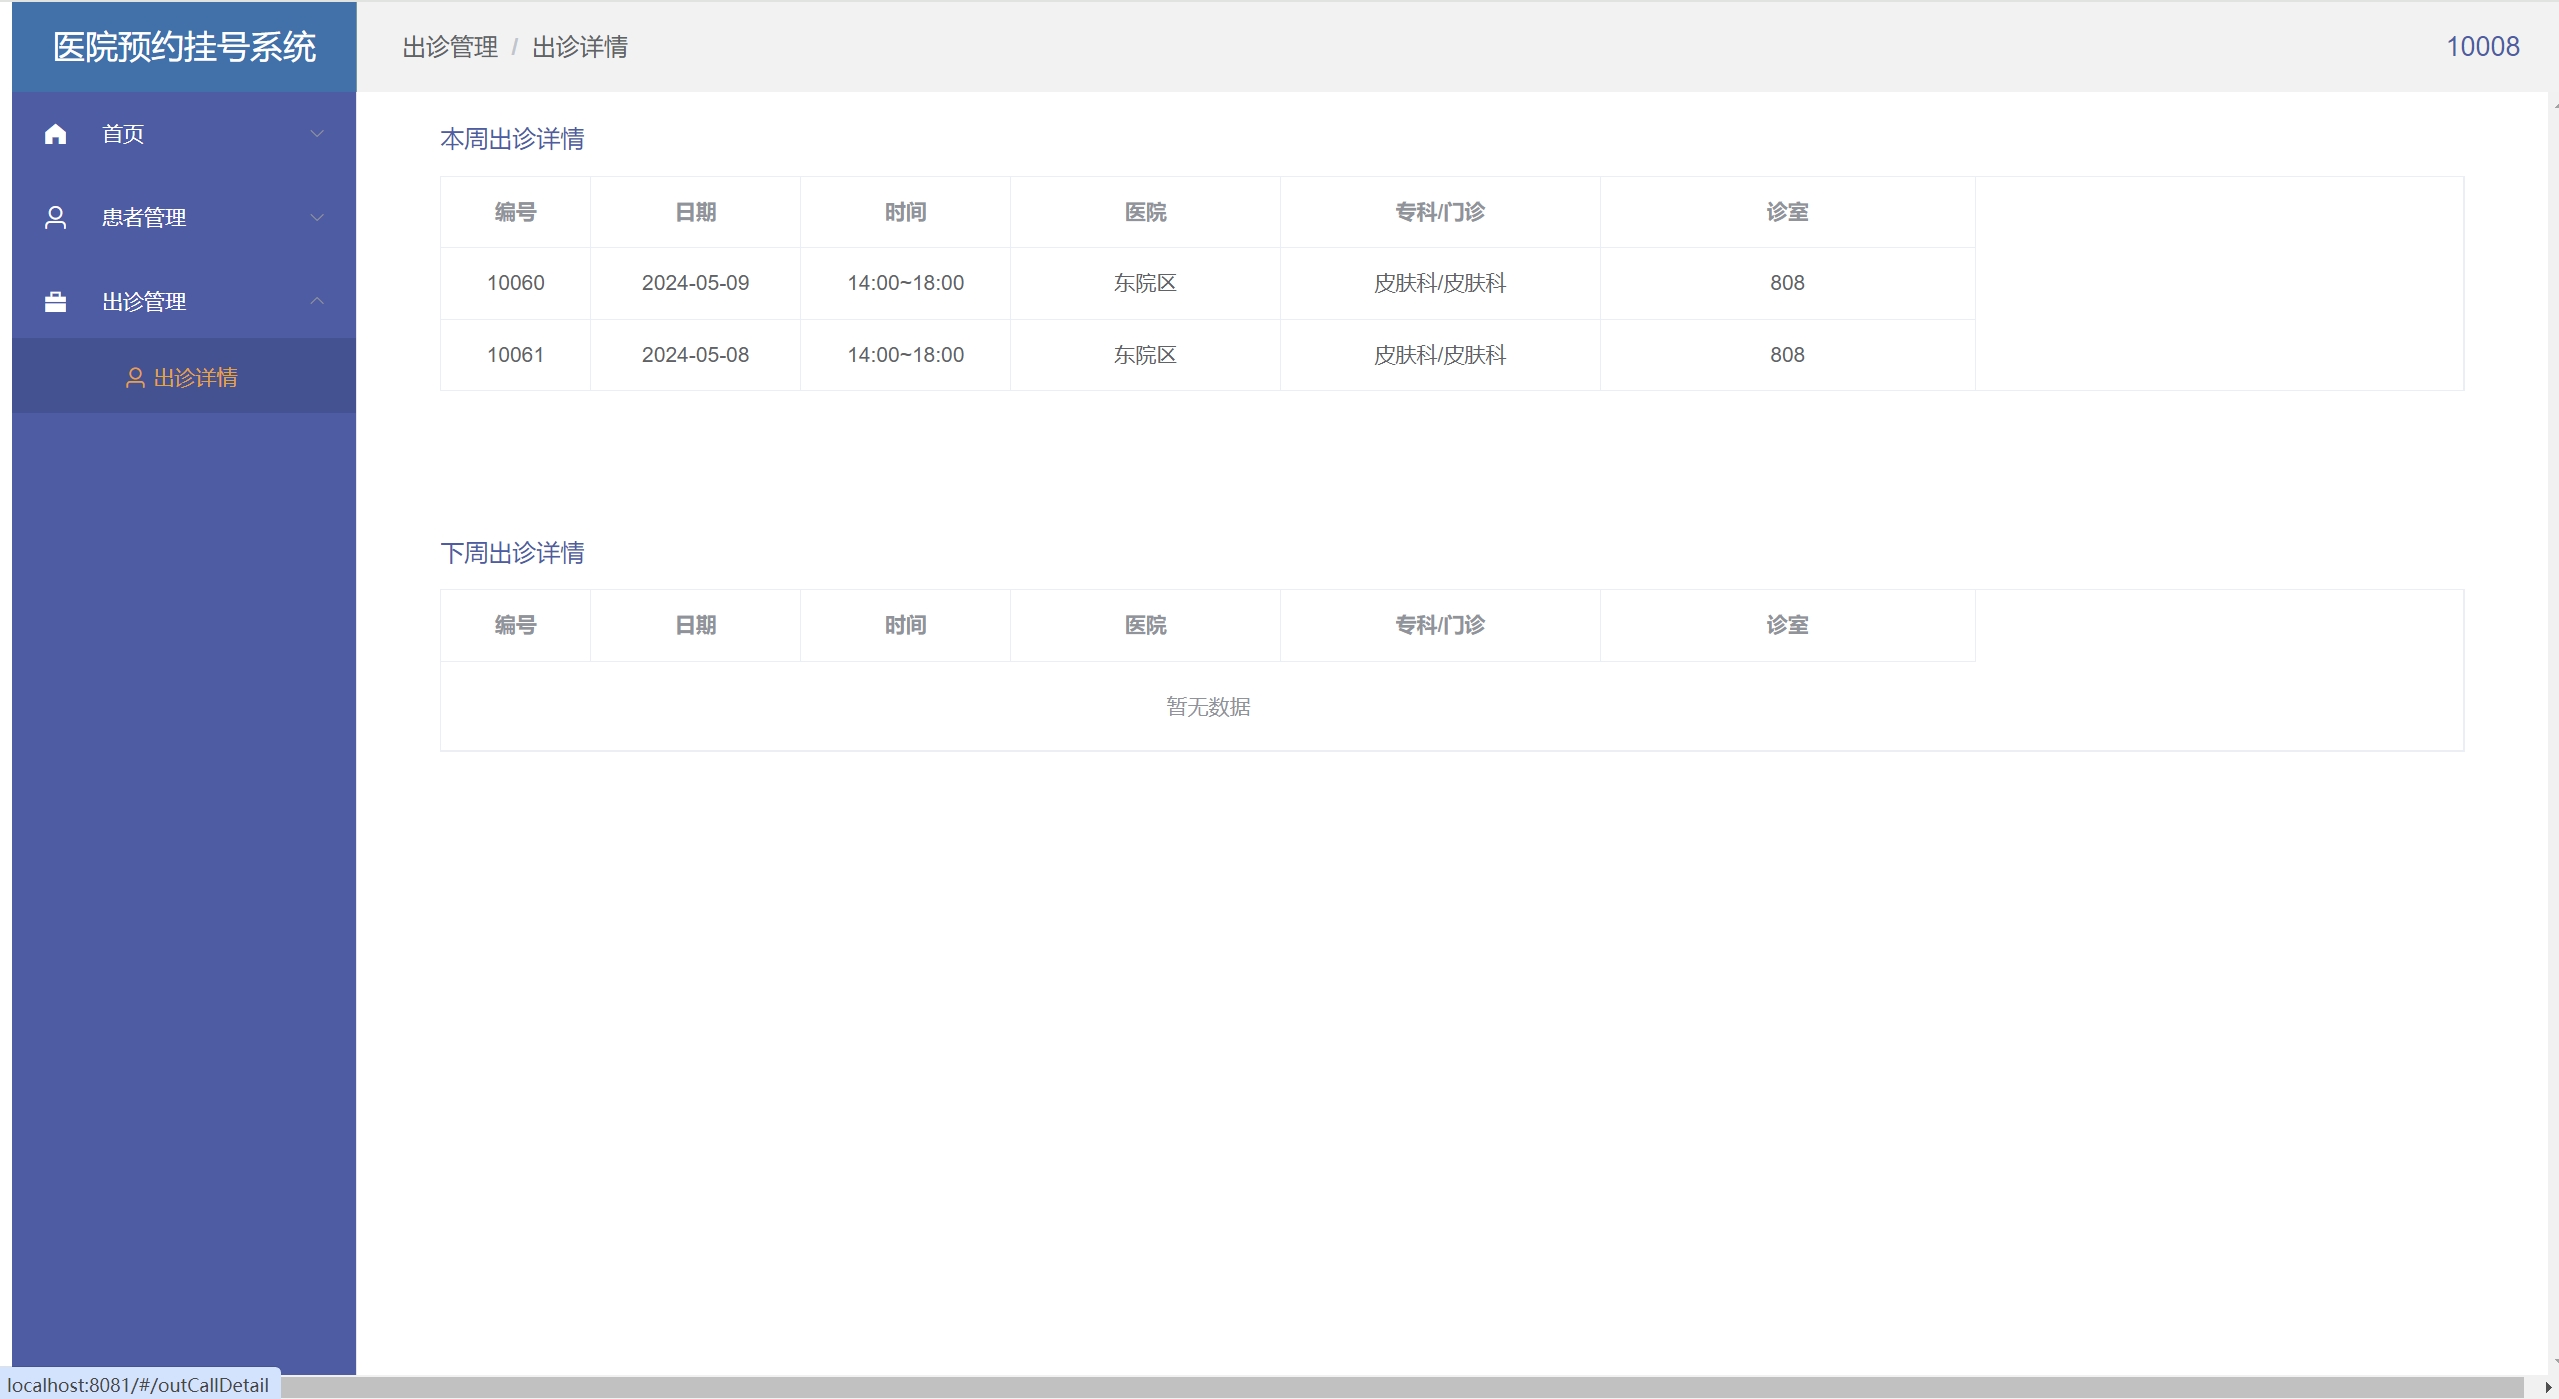 医院预约挂号系统
出诊管理 / 出诊详情
10008
首页
患者管理
出诊管理
出诊详情
本周出诊详情
编号 日期 时间 医院 专科/门诊 诊室
10060 2024-05-09 14:00~18:00 东院区 皮肤科/皮肤科 808
10061 2024-05-08 14:00~18:00 东院区 皮肤科/皮肤科 808
下周出诊详情
编号 日期 时间 医院 专科/门诊 诊室
暂无数据
localhost:8081/#/outCallDetail